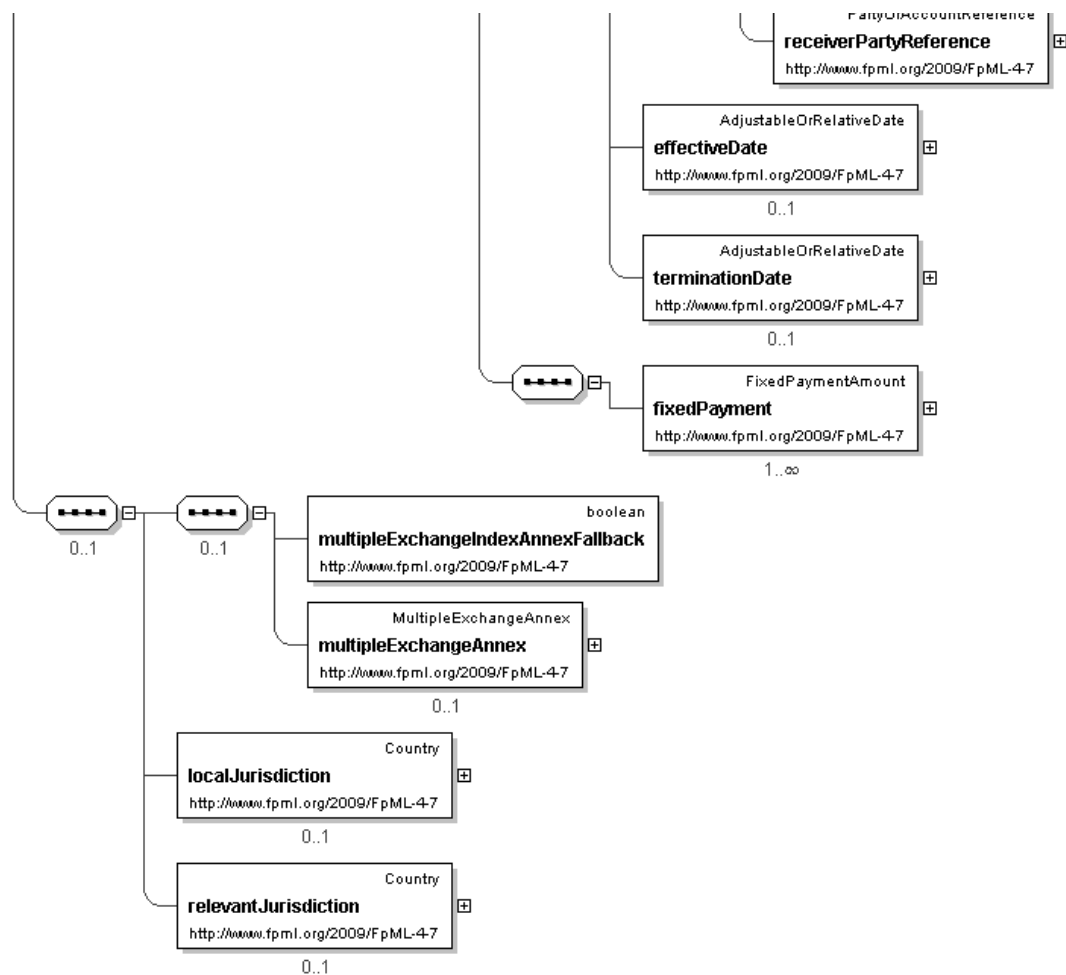 PartyOrAccountReference
receiverPartyReference
http://www.fpml.org/2009/FpML-4-7
AdjustableOrRelativeDate
effectiveDate
http://www.fpml.org/2009/FpML-4-7
0..1
AdjustableOrRelativeDate
terminationDate
http://www.fpml.org/2009/FpML-4-7
0..1
FixedPaymentAmount
fixedPayment
http://www.fpml.org/2009/FpML-4-7
1..∞
0..1
0..1
boolean
multipleExchangeIndexAnnexFallback
http://www.fpml.org/2009/FpML-4-7
MultipleExchangeAnnex
multipleExchangeAnnex
http://www.fpml.org/2009/FpML-4-7
0..1
Country
localJurisdiction
http://www.fpml.org/2009/FpML-4-7
0..1
Country
relevantJurisdiction
http://www.fpml.org/2009/FpML-4-7
0..1